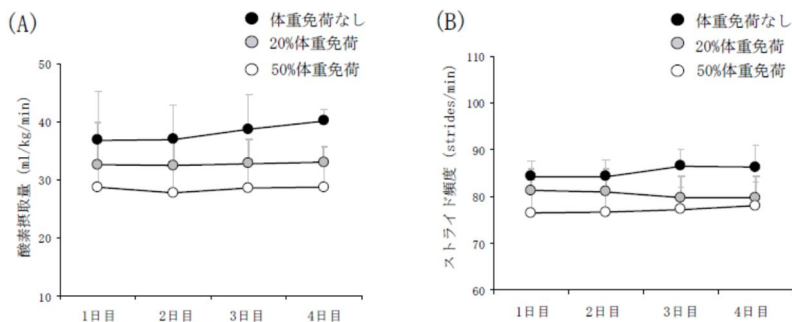 (A)
体重免荷なし
20%体重免荷
50%体重免荷
酸素摂取量 (ml/kg/min)
50
40
30
20
10
1日目 2日目 3日目 4日目
(B)
体重免荷なし
20%体重免荷
50%体重免荷
ストライド頻度 (strides/min)
110
100
90
80
70
60
1日目 2日目 3日目 4日目